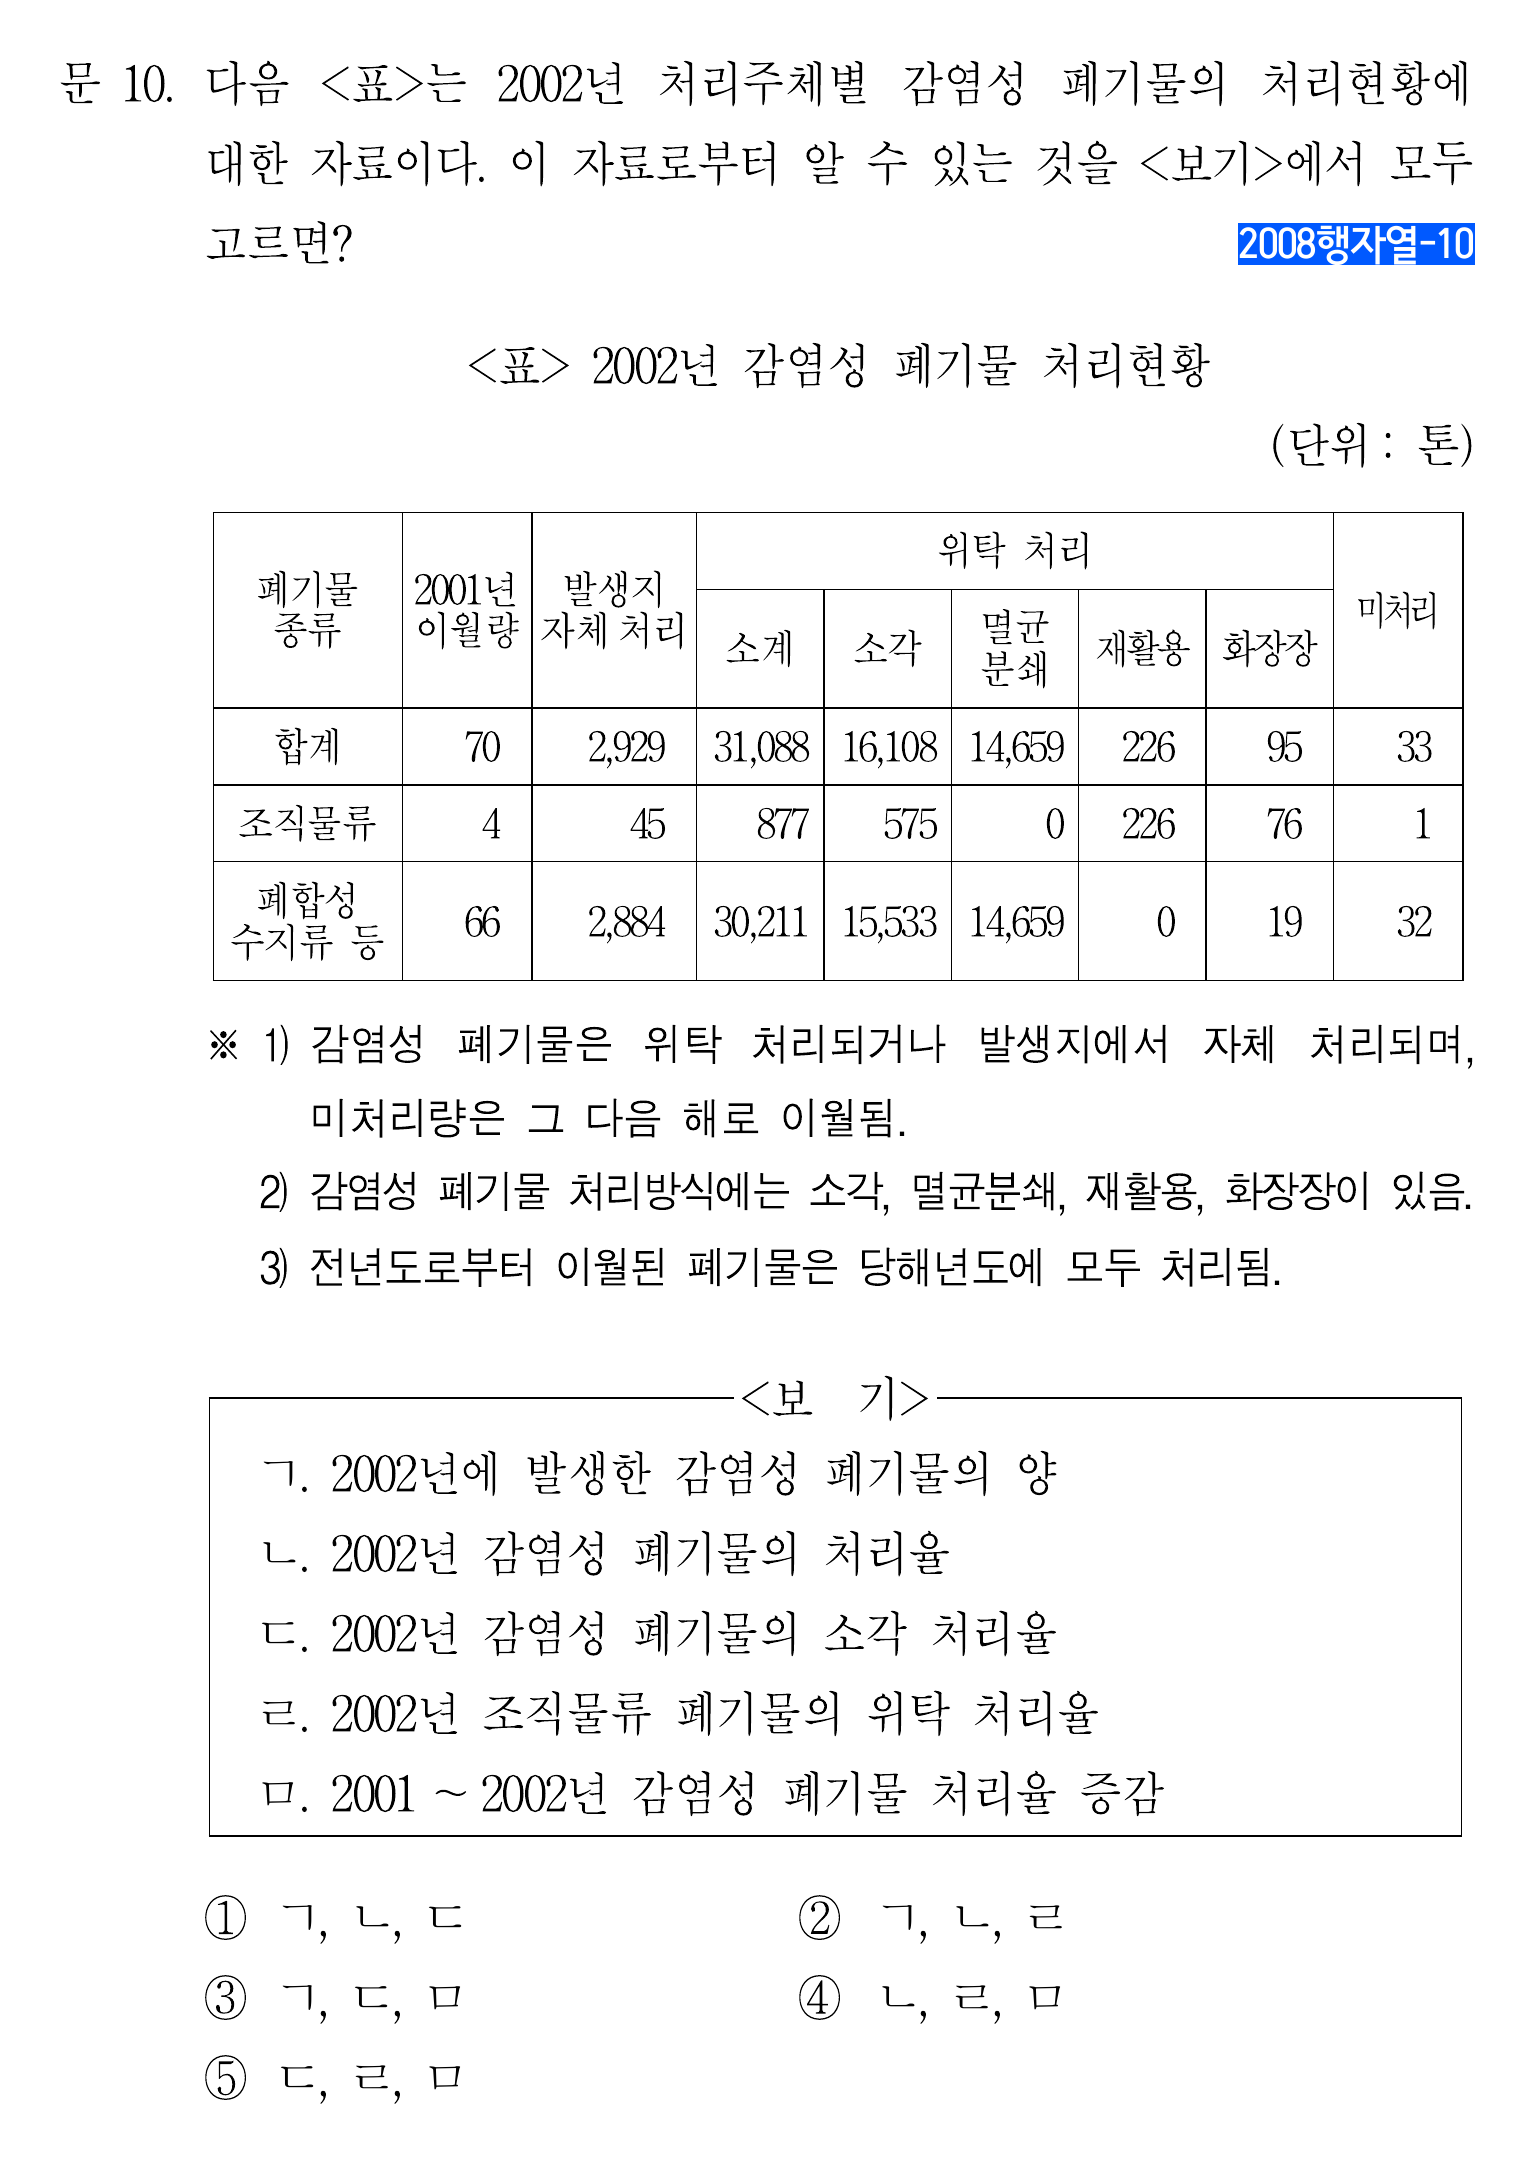 문 10. 다음 <표>는 2002년 처리주체별 감염성 폐기물의 처리현황에
대한 자료이다. 이 자료로부터 알 수 있는 것을 <보기>에서 모두
고르면? 2008행자열-10
<표> 2002년 감염성 폐기물 처리현황
(단위 : 톤)
폐기물 종류 2001년 이월량 발생지 자체 처리 위탁 처리 미처리
소계 소각 멸균 분쇄 재활용 화장장
합계 70 2,929 31,088 16,108 14,659 226 95 33
조직물류 4 45 877 575 0 226 76 1
폐합성 수지류 등 66 2,884 30,211 15,533 14,659 0 19 32
※ 1) 감염성 폐기물은 위탁 처리되거나 발생지에서 자체 처리되며,
미처리량은 그 다음 해로 이월됨.
2) 감염성 폐기물 처리방식에는 소각, 멸균분쇄, 재활용, 화장장이 있음.
3) 전년도로부터 이월된 폐기물은 당해년도에 모두 처리됨.
<보 기>
ㄱ. 2002년에 발생한 감염성 폐기물의 양
ㄴ. 2002년 감염성 폐기물의 처리율
ㄷ. 2002년 감염성 폐기물의 소각 처리율
ㄹ. 2002년 조직물류 폐기물의 위탁 처리율
ㅁ. 2001 ~ 2002년 감염성 폐기물 처리율 증감
① ㄱ, ㄴ, ㄷ ② ㄱ, ㄴ, ㄹ
③ ㄱ, ㄷ, ㅁ ④ ㄴ, ㄹ, ㅁ
⑤ ㄷ, ㄹ, ㅁ